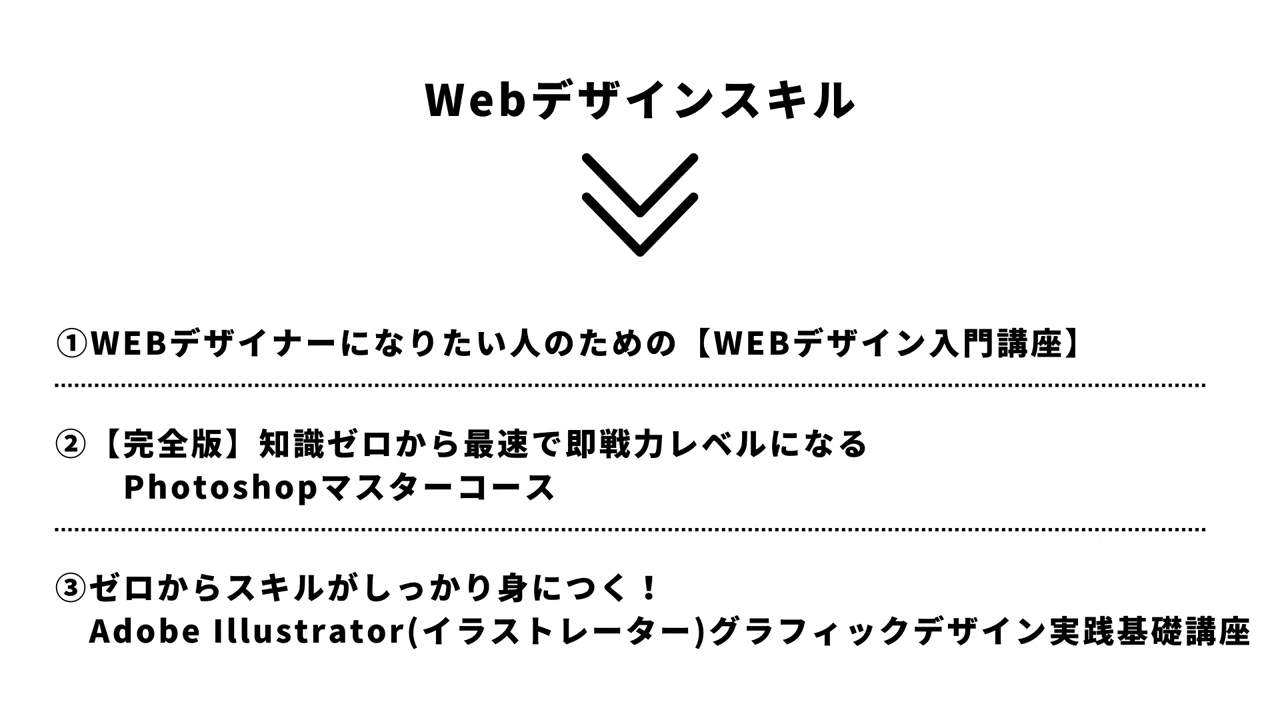 Webデザインスキル
①WEBデザイナーになりたい人のための【WEBデザイン入門講座】
②【完全版】知識ゼロから最速で即戦力レベルになる
Photoshopマスターコース
③ゼロからスキルがしっかり身につく！
Adobe Illustrator(イラストレーター)グラフィックデザイン実践基礎講座